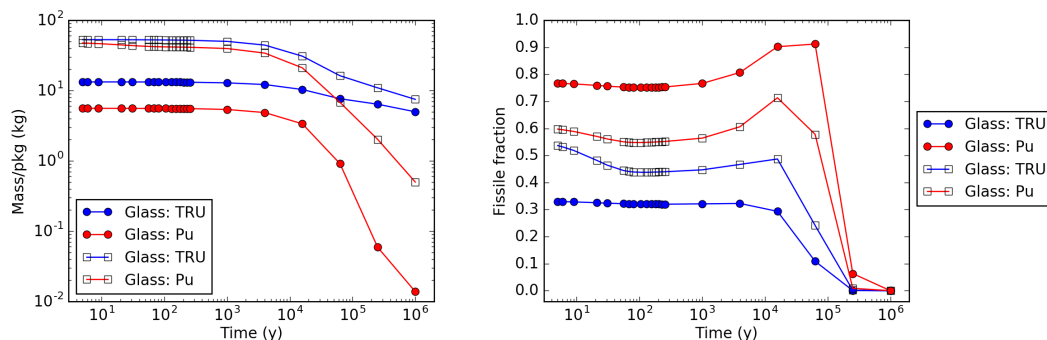 10^2
10^1
10^0
10^-1
10^-2
Mass/pkg (kg)
Glass: TRU
Glass: Pu
Glass: TRU
Glass: Pu
10^1 10^2 10^3 10^4 10^5 10^6
Time (y)
1.0
0.9
0.8
0.7
0.6
0.5
0.4
0.3
0.2
0.1
0.0
Fissile fraction
10^1 10^2 10^3 10^4 10^5 10^6
Time (y)
Glass: TRU
Glass: Pu
Glass: TRU
Glass: Pu